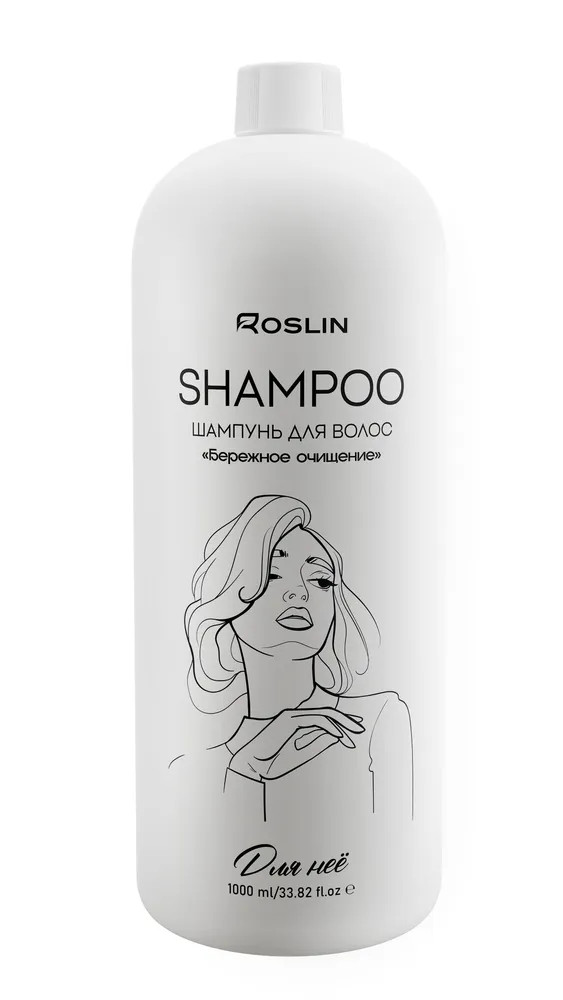 ROSLIN
SHAMPOO
ШАМПУНЬ ДЛЯ ВОЛОС
«Бережное очищение»
Для неё
1000 ml/33.82 fl.oz ℮